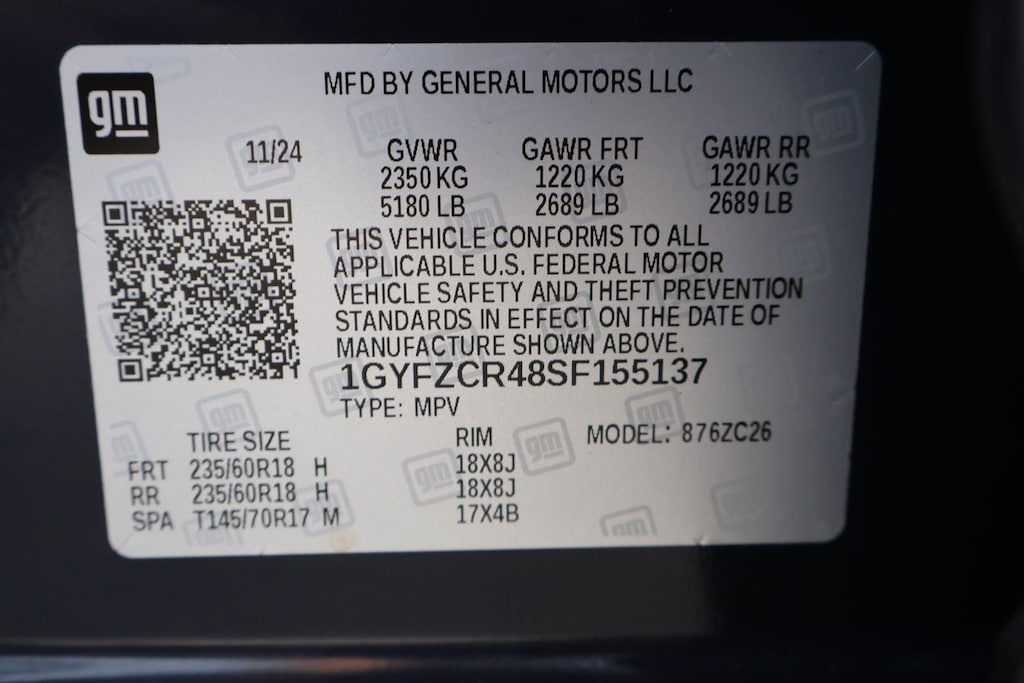 gm
MFD BY GENERAL MOTORS LLC
11/24 GVWR GAWR FRT GAWR RR
2350 KG 1220 KG 1220 KG
5180 LB 2689 LB 2689 LB
THIS VEHICLE CONFORMS TO ALL
APPLICABLE U.S. FEDERAL MOTOR
VEHICLE SAFETY AND THEFT PREVENTION
STANDARDS IN EFFECT ON THE DATE OF
MANUFACTURE SHOWN ABOVE.
1GYFZCR48SF155137
TYPE: MPV
TIRE SIZE RIM MODEL: 876ZC26
FRT 235/60R18 H 18X8J
RR 235/60R18 H 18X8J
SPA T145/70R17 M 17X4B